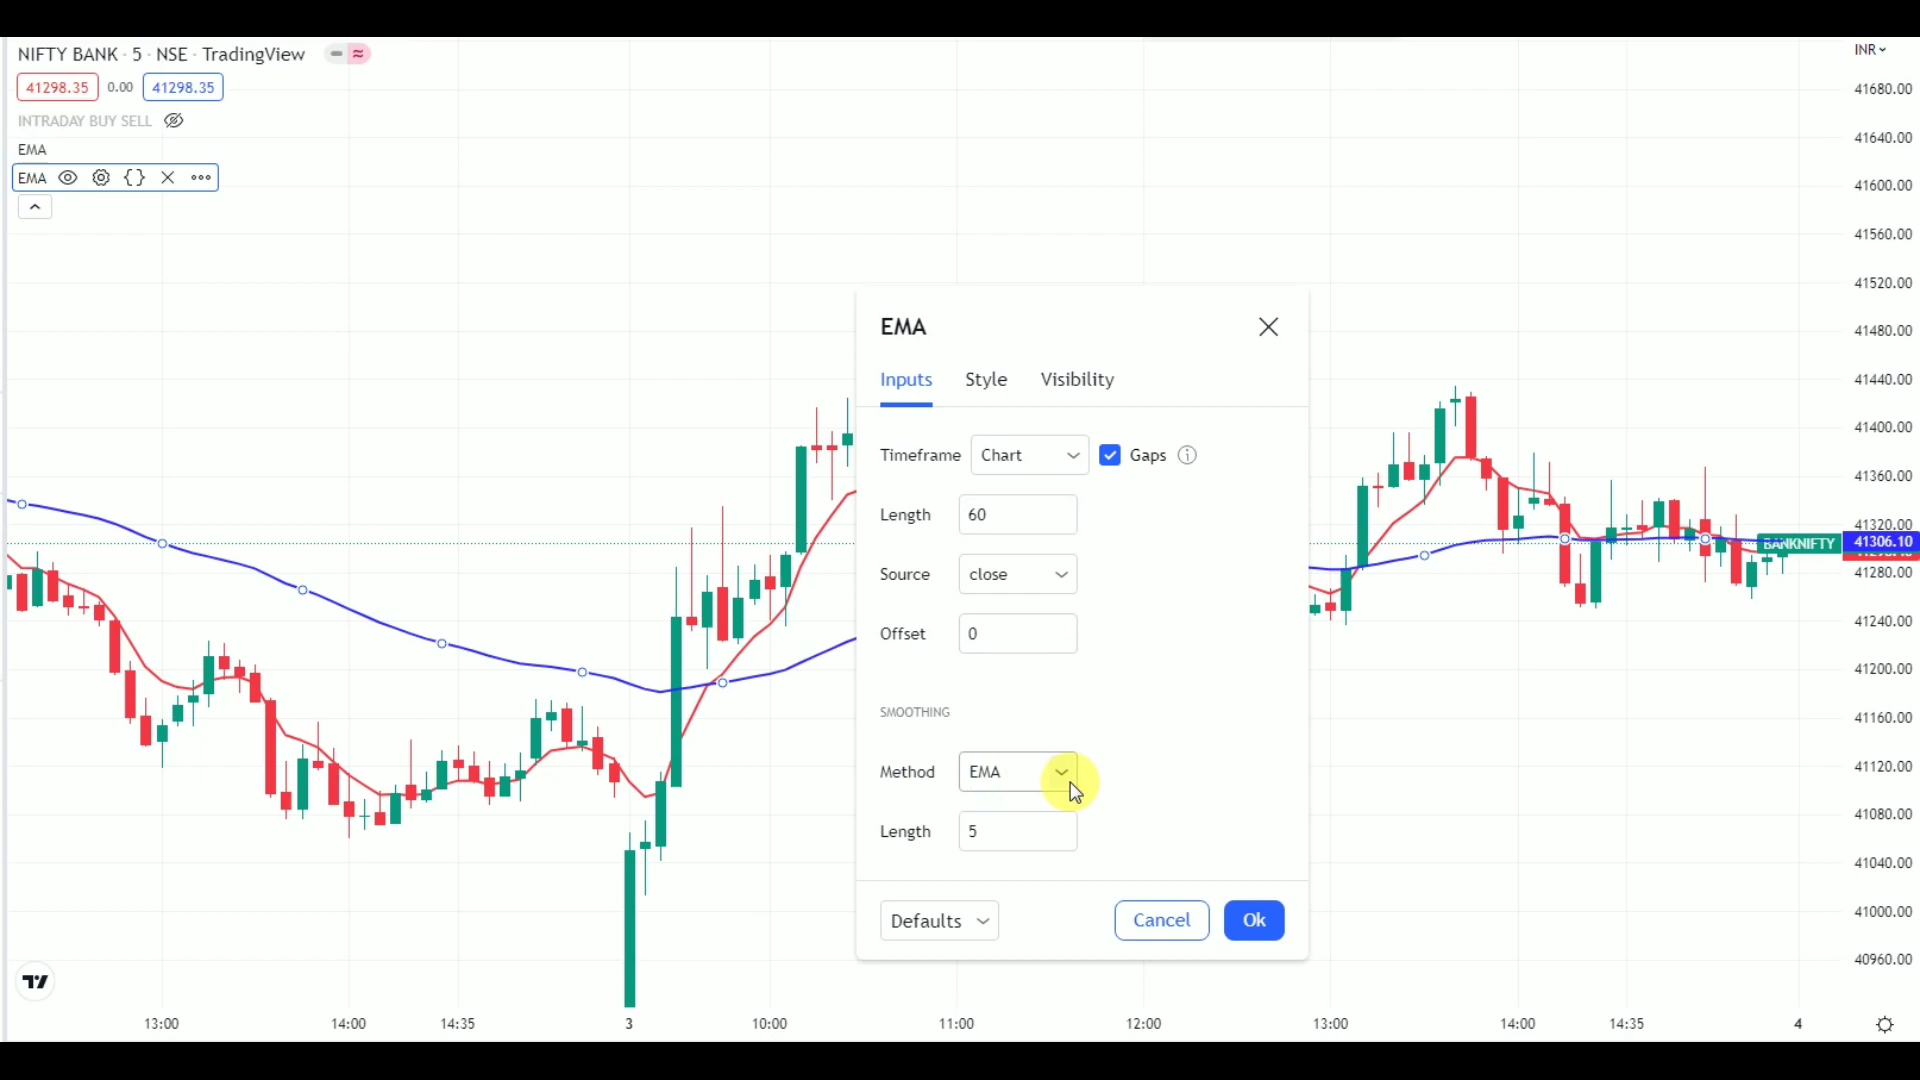 NIFTY BANK · 5 · NSE · TradingView
INR
41298.35 0.00 41298.35
INTRADAY BUY SELL
EMA
EMA
41680.00
41640.00
41600.00
41560.00
41520.00
41480.00
41440.00
41400.00
41360.00
41320.00
BANKNIFTY 41306.10
41280.00
41240.00
41200.00
41160.00
41120.00
41080.00
41040.00
41000.00
40960.00
EMA
Inputs Style Visibility
Timeframe Chart Gaps
Length 60
Source close
Offset 0
SMOOTHING
Method EMA
Length 5
Defaults Cancel Ok
13:00 14:00 14:35 3 10:00 11:00 12:00 13:00 14:00 14:35 4